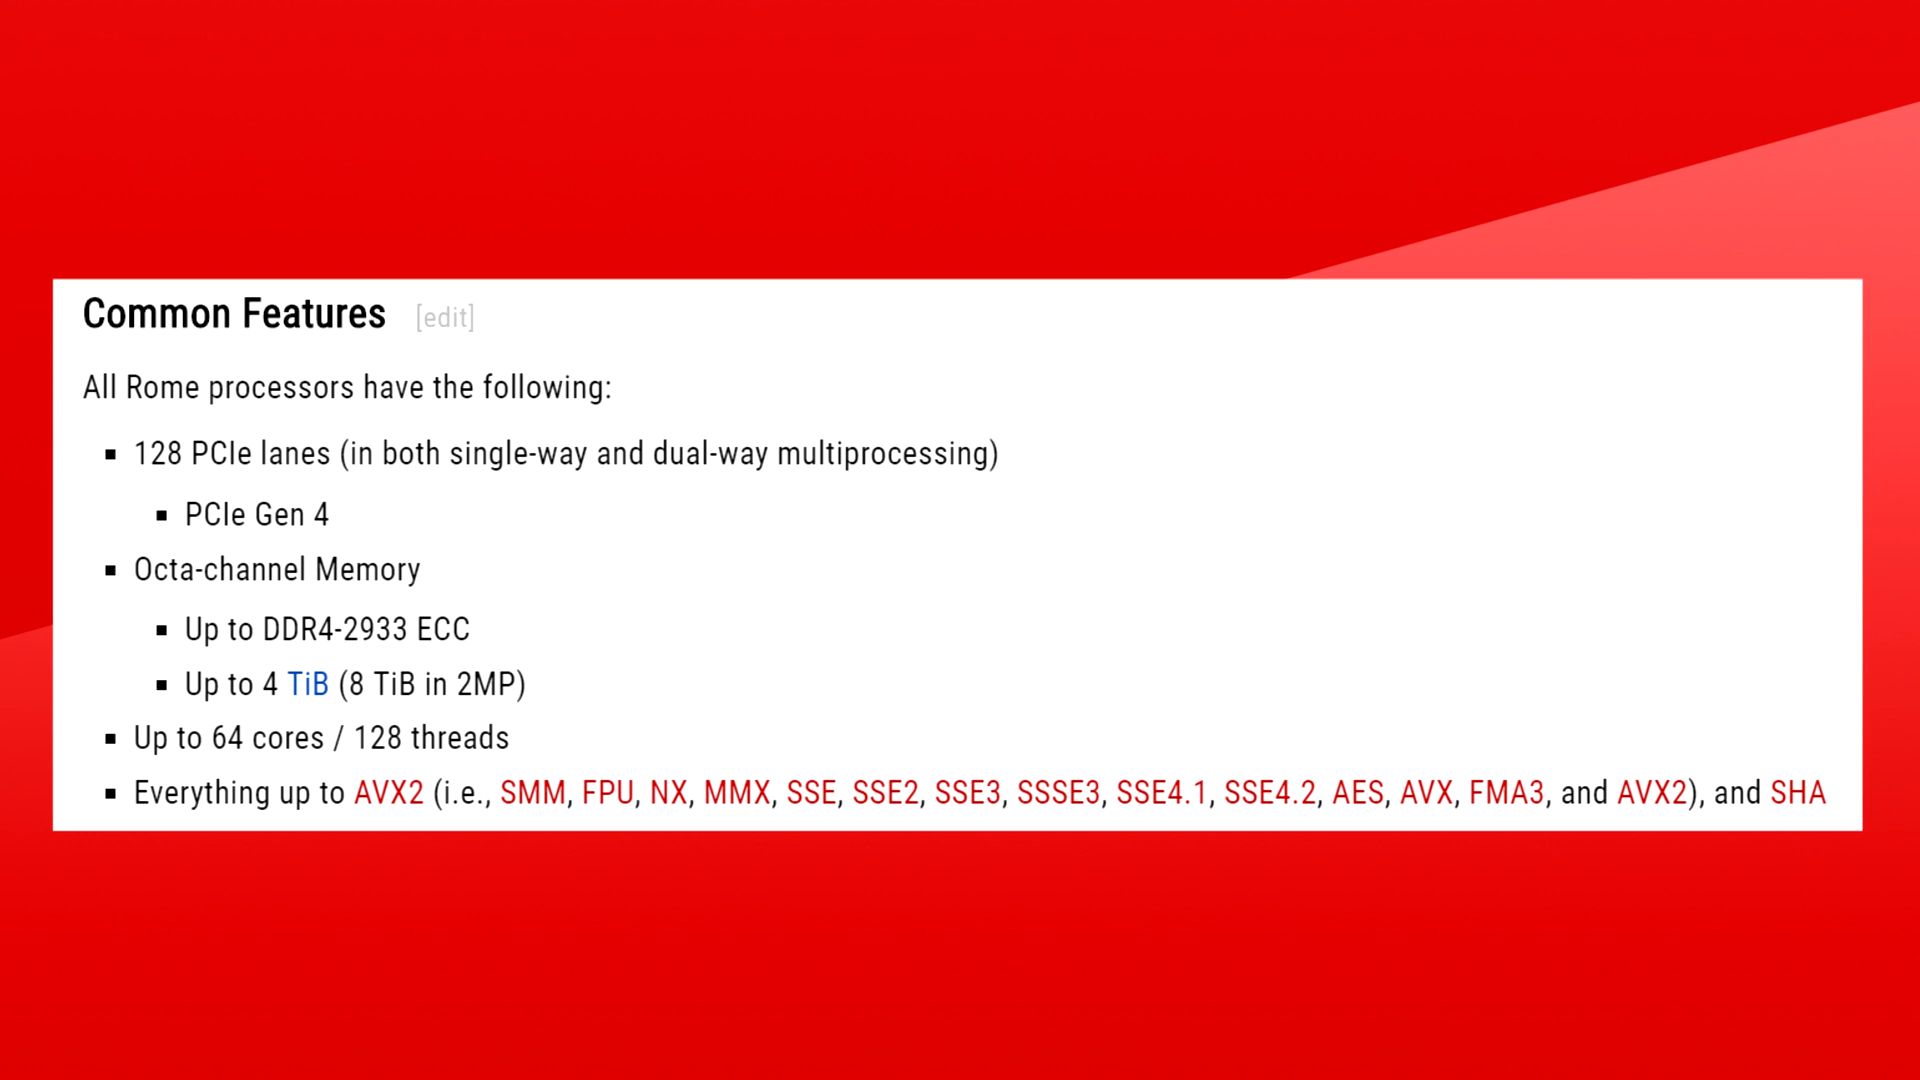 Common Features [edit]
All Rome processors have the following:
128 PCIe lanes (in both single-way and dual-way multiprocessing)
PCIe Gen 4
Octa-channel Memory
Up to DDR4-2933 ECC
Up to 4 TiB (8 TiB in 2MP)
Up to 64 cores / 128 threads
Everything up to AVX2 (i.e., SMM, FPU, NX, MMX, SSE, SSE2, SSE3, SSSE3, SSE4.1, SSE4.2, AES, AVX, FMA3, and AVX2), and SHA